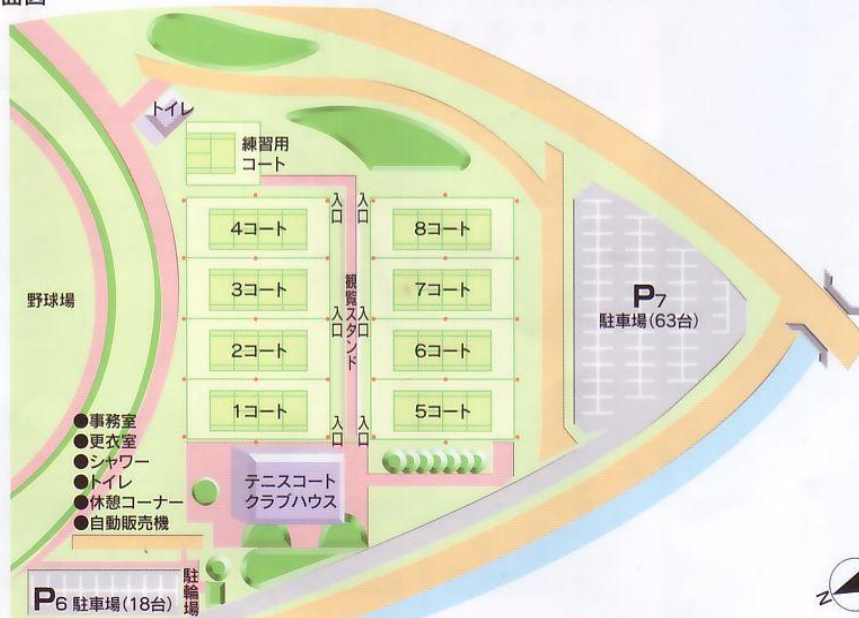 トイレ
練習用
コート
入口
入口
4コート
8コート
3コート
7コート
観覧スタンド
野球場
入口
入口
2コート
6コート
P7
駐車場(63台)
1コート
5コート
入口
入口
●事務室
●更衣室
●シャワー
●トイレ
●休憩コーナー
●自動販売機
テニスコート
クラブハウス
駐輪場
P6 駐車場(18台)
N